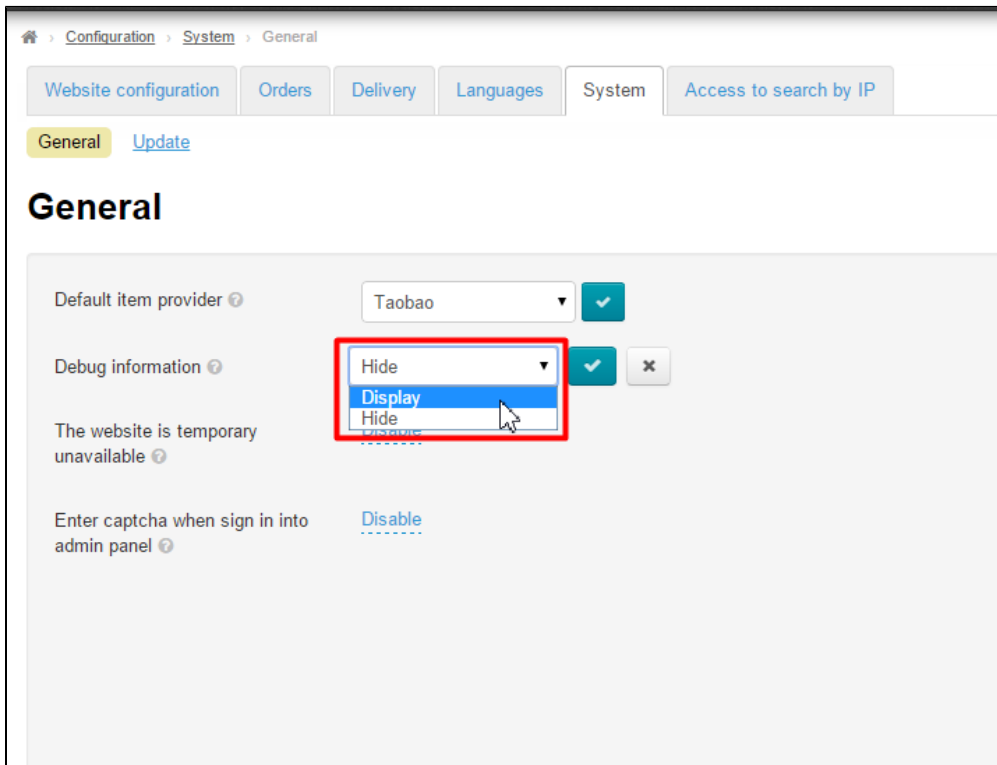 Configuration › System › General
Website configuration Orders Delivery Languages System Access to search by IP
General Update
General
Default item provider
Taobao
Debug information
Hide
Display
Hide
The website is temporary
unavailable
Disable
Enter captcha when sign in into
admin panel
Disable